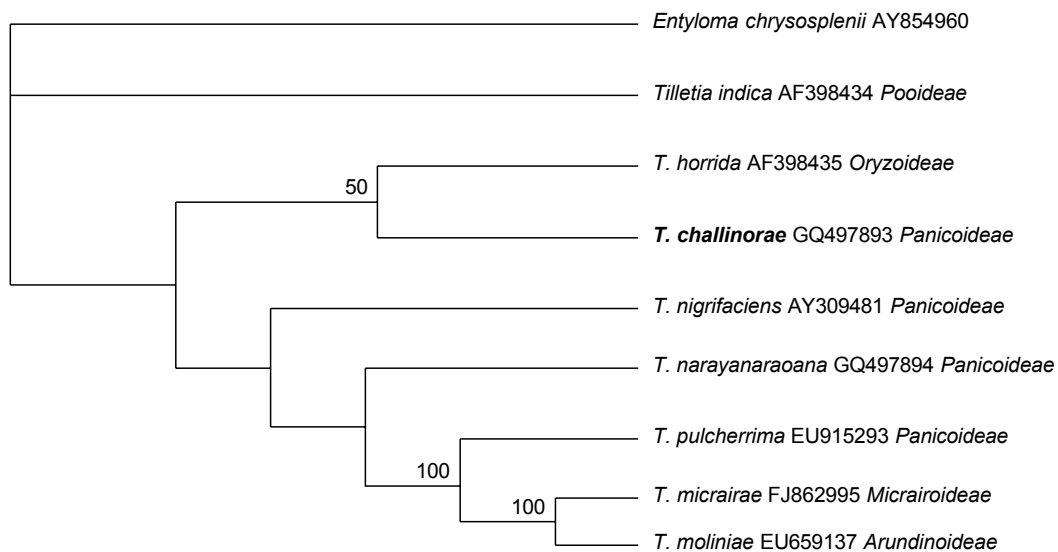 Entyloma chrysosplenii AY854960
Tilletia indica AF398434 Pooideae
T. horrida AF398435 Oryzoideae
50
T. challinorae GQ497893 Panicoideae
T. nigrifaciens AY309481 Panicoideae
T. narayanaraoana GQ497894 Panicoideae
T. pulcherrima EU915293 Panicoideae
100
T. micrairae FJ862995 Micrairoideae
100
T. moliniae EU659137 Arundinoideae